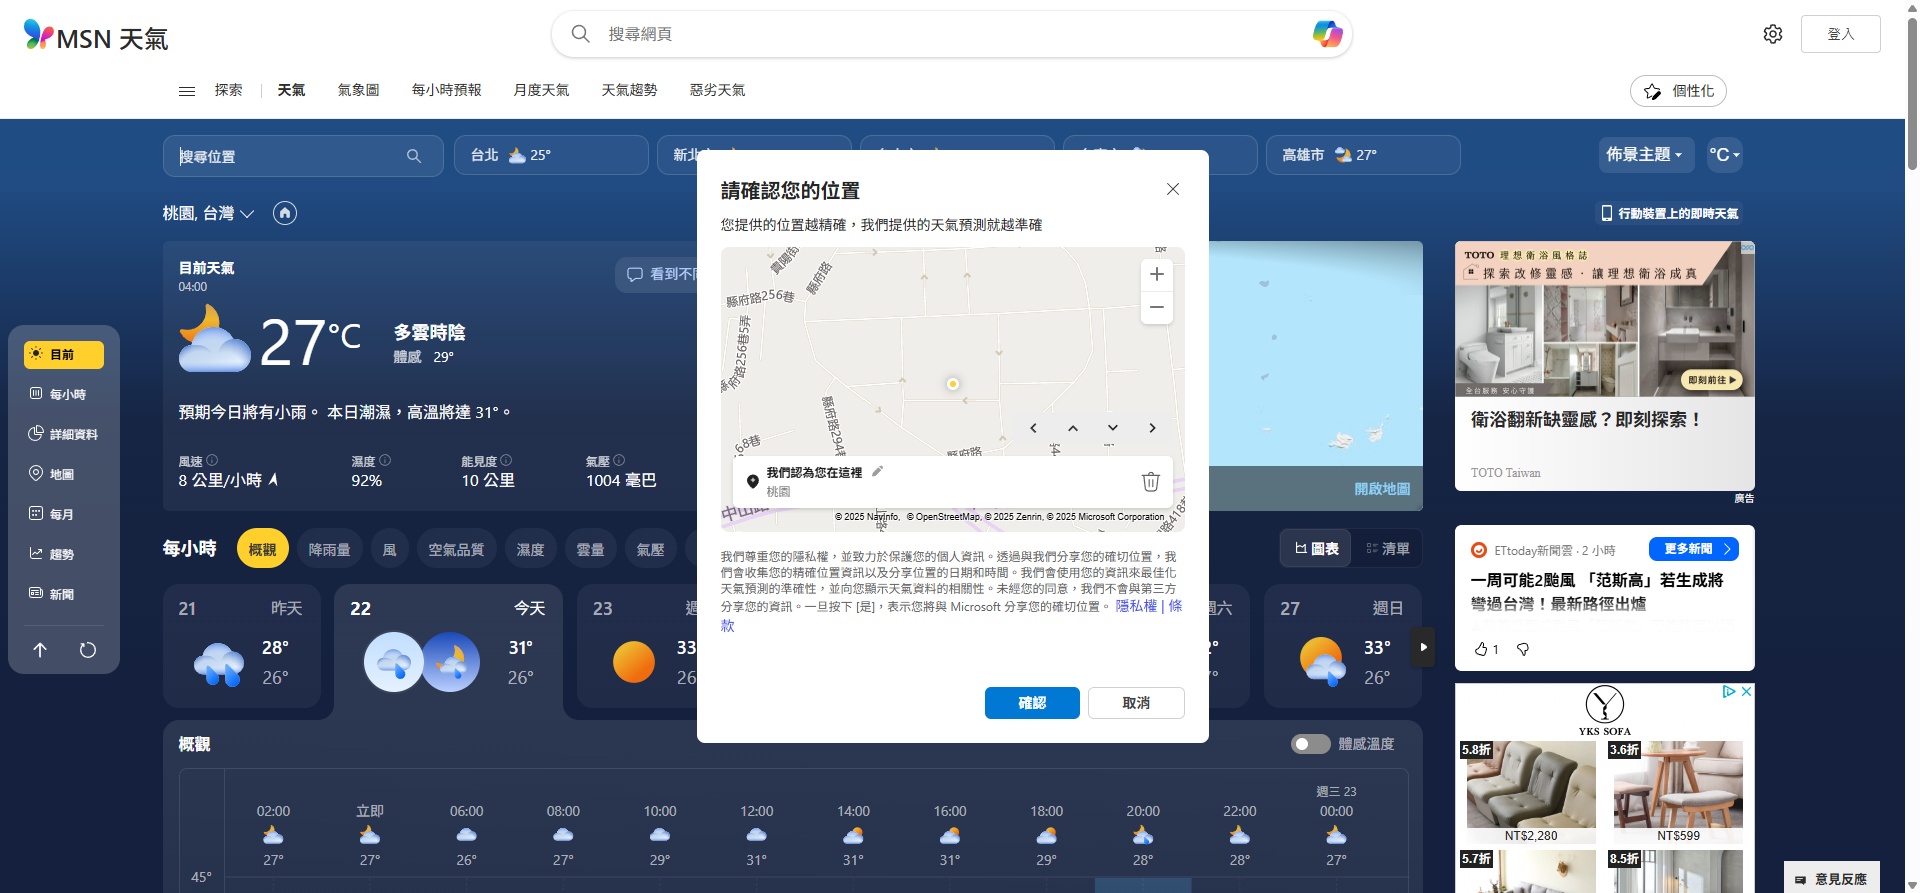 MSN 天氣
搜尋網頁
登入
探索
天氣
氣象圖
每小時預報
月度天氣
天氣趨勢
惡劣天氣
個性化
搜尋位置
台北 25°
新北
高雄市 27°
佈景主題
°C
桃園, 台灣
行動裝置上的即時天氣
目前天氣
04:00
看到不同
27°C
多雲時陰
體感 29°
預期今日將有小雨。 本日潮濕，高溫將達 31°。
風速
8 公里/小時
濕度
92%
能見度
10 公里
氣壓
1004 毫巴
目前
每小時
詳細資料
地圖
每月
趨勢
新聞
請確認您的位置
您提供的位置越精確，我們提供的天氣預測就越準確
貴陽街
縣府路
縣府路256巷
縣府路256巷5弄
縣府路294巷
縣府路
中山路
418巷
我們認為您在這裡
桃園
© 2025 NavInfo, © OpenStreetMap, © 2025 Zenrin, © 2025 Microsoft Corporation
我們尊重您的隱私權，並致力於保護您的個人資訊。透過與我們分享您的確切位置，我
們會收集您的精確位置資訊以及分享位置的日期和時間。我們會使用您的資訊來最佳化
天氣預測的準確性，並向您顯示天氣資料的相關性。未經您的同意，我們不會與第三方
分享您的資訊。一旦按下 [是]，表示您將與 Microsoft 分享您的確切位置。 隱私權 | 條
款
確認
取消
開啟地圖
TOTO 理想衛浴風格誌
探索改修靈感．讓理想衛浴成真
全台服務 安心守護
即刻前往
衛浴翻新缺靈感？即刻探索！
TOTO Taiwan
廣告
每小時
概觀
降雨量
風
空氣品質
濕度
雲量
氣壓
圖表
清單
21 昨天
28°
26°
22 今天
31°
26°
23 週
33
26
週六
27 週日
33°
26°
ETtoday新聞雲 · 2 小時
更多新聞
一周可能2颱風 「范斯高」若生成將
彎過台灣！最新路徑出爐
1
概觀
體感溫度
週三 23
02:00 立即 06:00 08:00 10:00 12:00 14:00 16:00 18:00 20:00 22:00 00:00
27° 27° 26° 27° 29° 31° 31° 31° 29° 28° 28° 27°
45°
YKS SOFA
5.8折
NT$2,280
3.6折
NT$599
5.7折
8.5折
意見反應